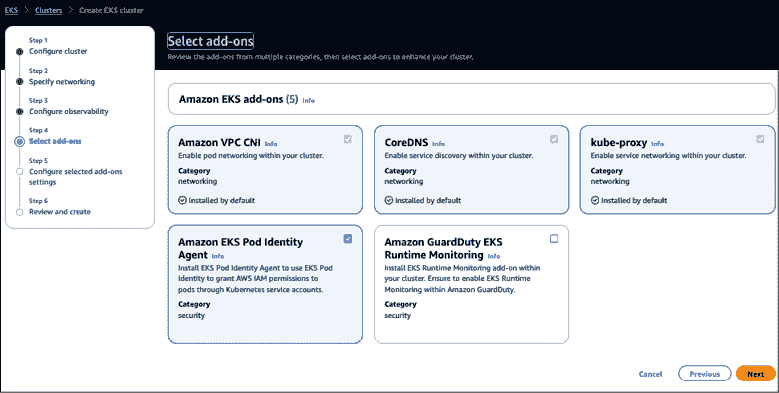 EKS > Clusters > Create EKS cluster
Step 1
Configure cluster
Step 2
Specify networking
Step 3
Configure observability
Step 4
Select add-ons
Step 5
Configure selected add-ons
settings
Step 6
Review and create
Select add-ons
Review the add-ons from multiple categories, then select add-ons to enhance your cluster.
Amazon EKS add-ons (5) Info
Amazon VPC CNI Info
Enable pod networking within your cluster.
Category
networking
Installed by default
CoreDNS Info
Enable service discovery within your cluster.
Category
networking
Installed by default
kube-proxy Info
Enable service networking within your cluster.
Category
networking
Installed by default
Amazon EKS Pod Identity
Agent Info
Install EKS Pod Identity Agent to use EKS Pod
Identity to grant AWS IAM permissions to
pods through Kubernetes service accounts.
Category
security
Amazon GuardDuty EKS
Runtime Monitoring Info
Install EKS Runtime Monitoring add-on within
your cluster. Ensure to enable EKS Runtime
Monitoring within Amazon GuardDuty.
Category
security
Cancel
Previous
Next